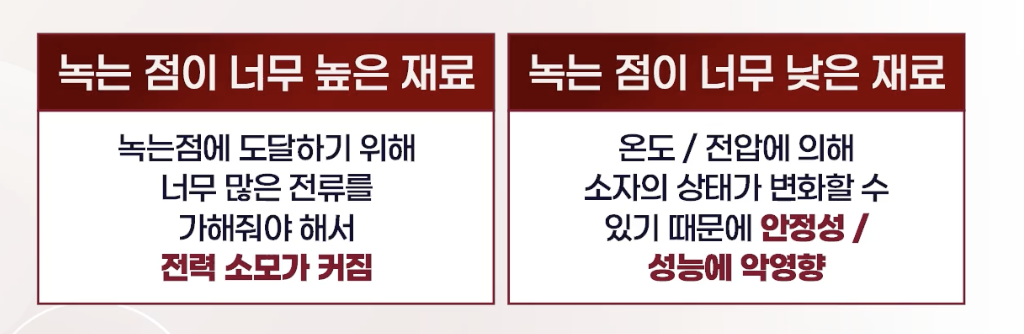 녹는 점이 너무 높은 재료
녹는점에 도달하기 위해
너무 많은 전류를
가해줘야 해서
전력 소모가 커짐
녹는 점이 너무 낮은 재료
온도 / 전압에 의해
소자의 상태가 변화할 수
있기 때문에 안정성 /
성능에 악영향